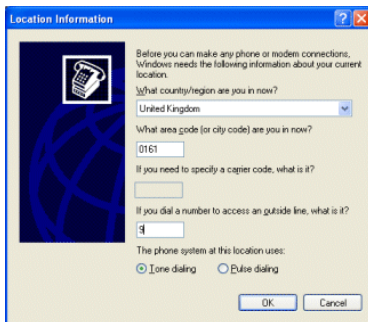 Location Information
Before you can make any phone or modem connections,
Windows needs the following information about your current
location.
What country/region are you in now?
United Kingdom
What area code (or city code) are you in now?
0161
If you need to specify a carrier code, what is it?
If you dial a number to access an outside line, what is it?
9
The phone system at this location uses:
Tone dialing
Pulse dialing
OK
Cancel